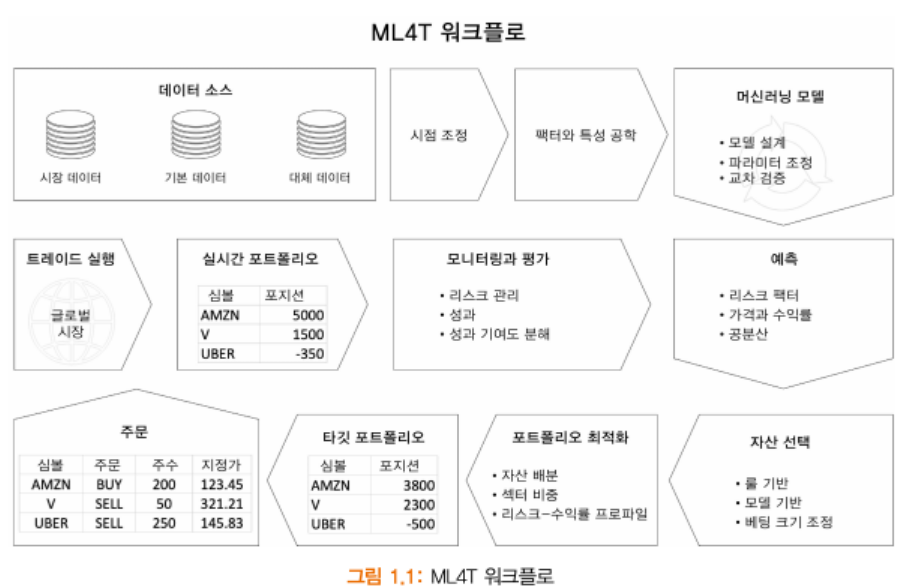 ML4T 워크플로
데이터 소스
시장 데이터
기본 데이터
대체 데이터
시점 조정
팩터와 특성 공학
머신러닝 모델
• 모델 설계
• 파라미터 조정
• 교차 검증
트레이드 실행
글로벌
시장
실시간 포트폴리오
심볼 포지션
AMZN 5000
V 1500
UBER -350
모니터링과 평가
• 리스크 관리
• 성과
• 성과 기여도 분해
예측
• 리스크 팩터
• 가격과 수익률
• 공분산
주문
심볼 주문 주수 지정가
AMZN BUY 200 123.45
V SELL 50 321.21
UBER SELL 250 145.83
타깃 포트폴리오
심볼 포지션
AMZN 3800
V 2300
UBER -500
포트폴리오 최적화
• 자산 배분
• 섹터 비중
• 리스크-수익률 프로파일
자산 선택
• 룰 기반
• 모델 기반
• 베팅 크기 조정
그림 1.1: ML4T 워크플로